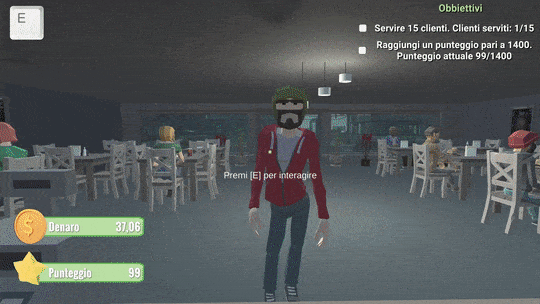 E
Obbiettivi
Servire 15 clienti. Clienti serviti: 1/15
Raggiungi un punteggio pari a 1400.
Punteggio attuale 99/1400
Premi [E] per interagire
Denaro 37,06
Punteggio 99